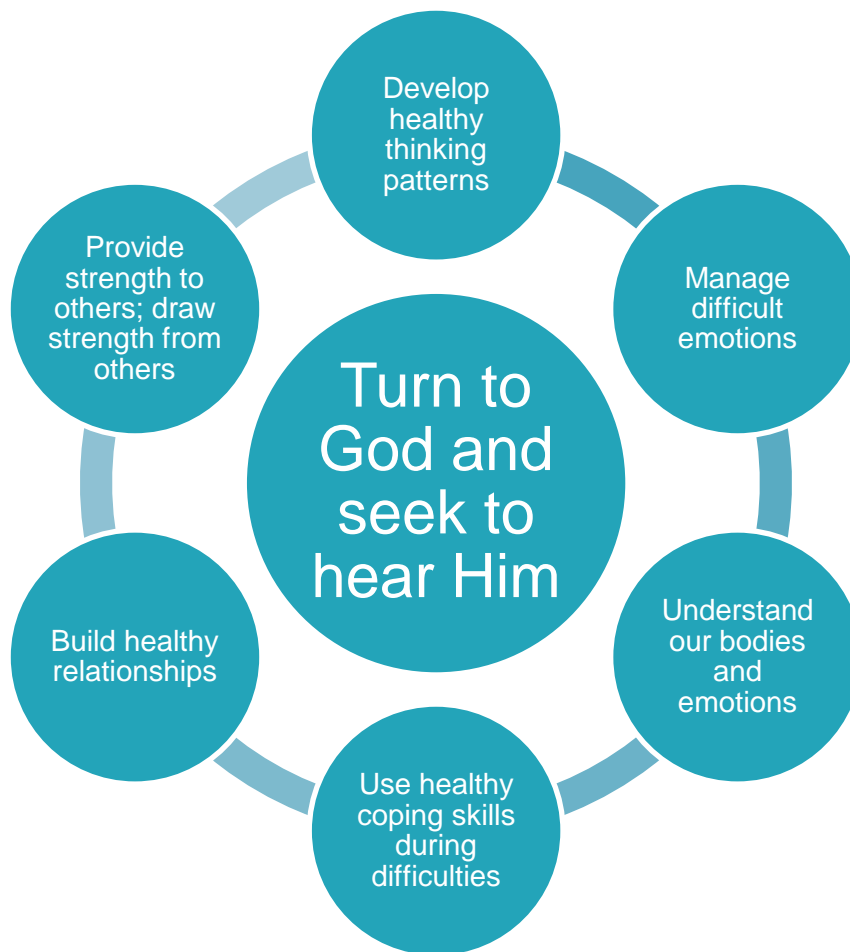 Develop
healthy
thinking
patterns
Manage
difficult
emotions
Understand
our bodies
and
emotions
Use healthy
coping skills
during
difficulties
Build healthy
relationships
Provide
strength to
others; draw
strength from
others
Turn to
God and
seek to
hear Him